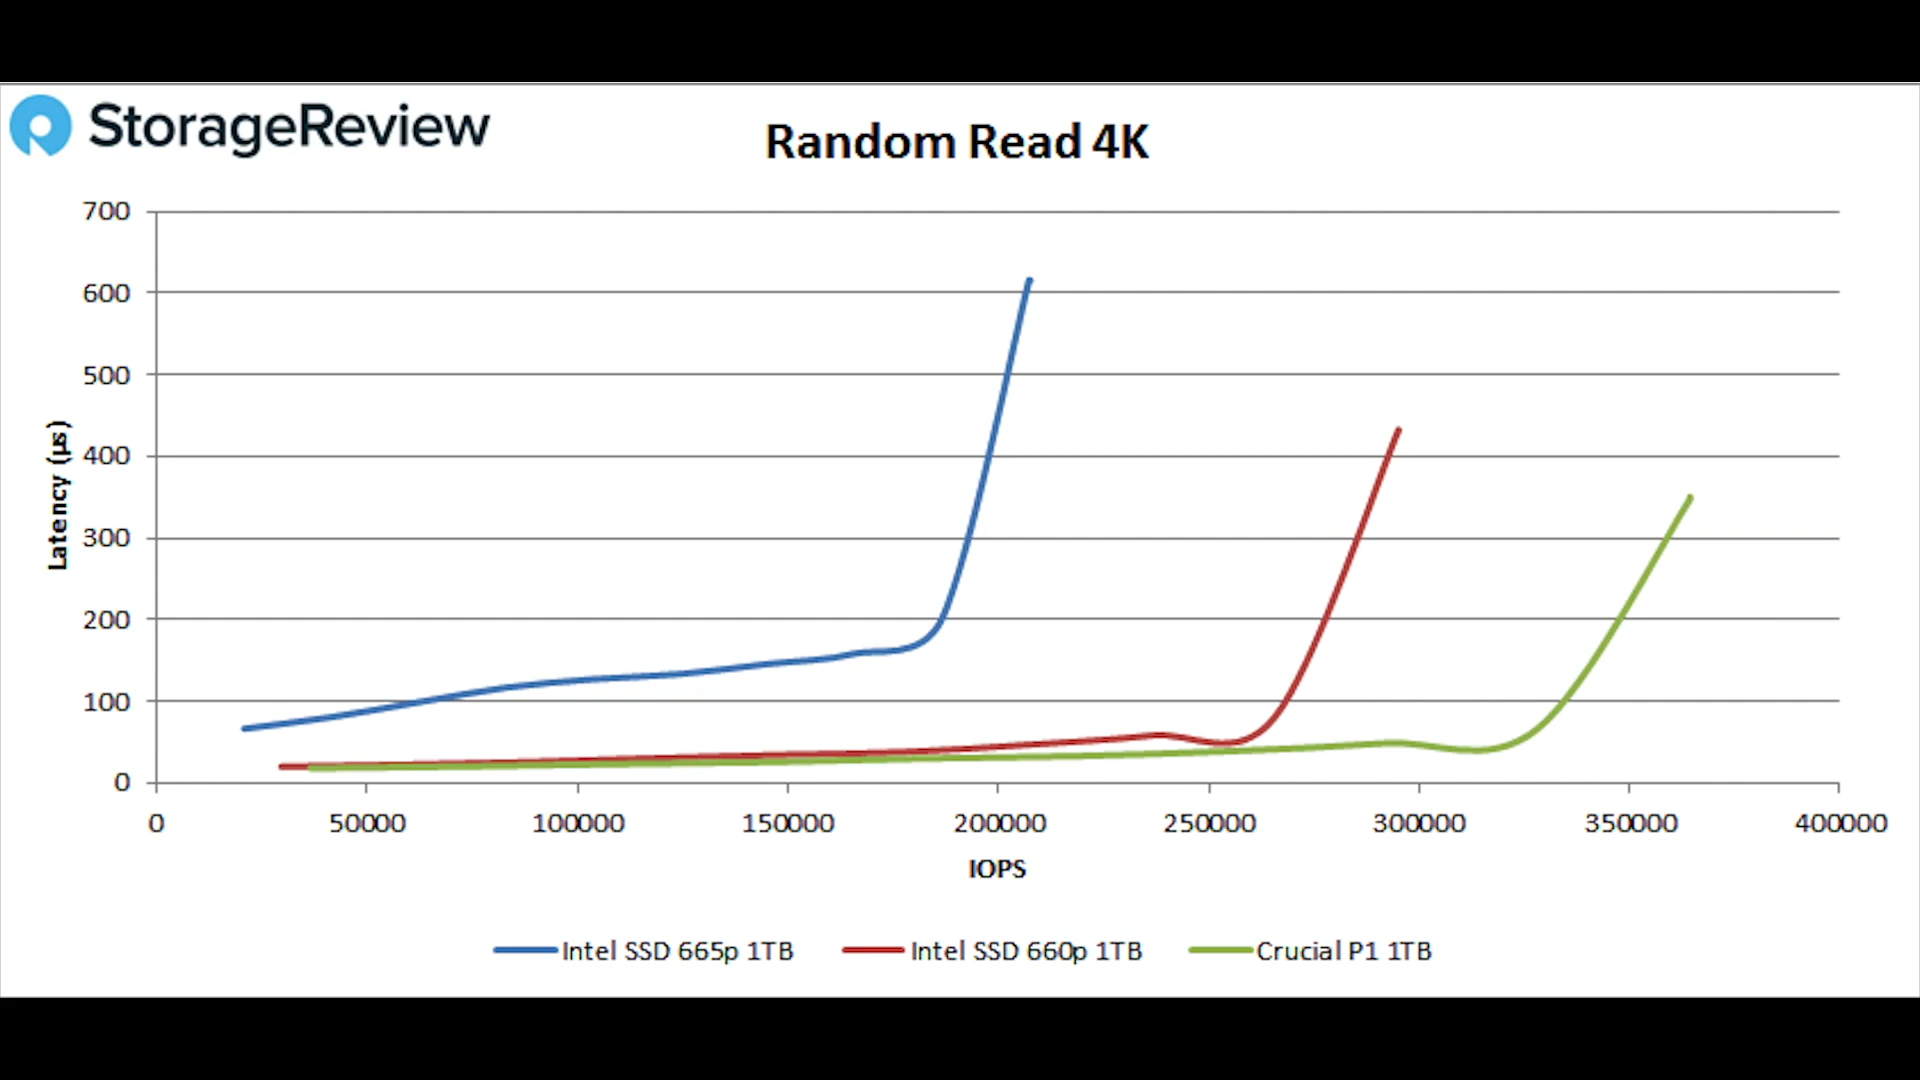 StorageReview
Random Read 4K
700
600
500
400
300
200
100
0
Latency (µs)
0 50000 100000 150000 200000 250000 300000 350000 400000
IOPS
Intel SSD 665p 1TB Intel SSD 660p 1TB Crucial P1 1TB